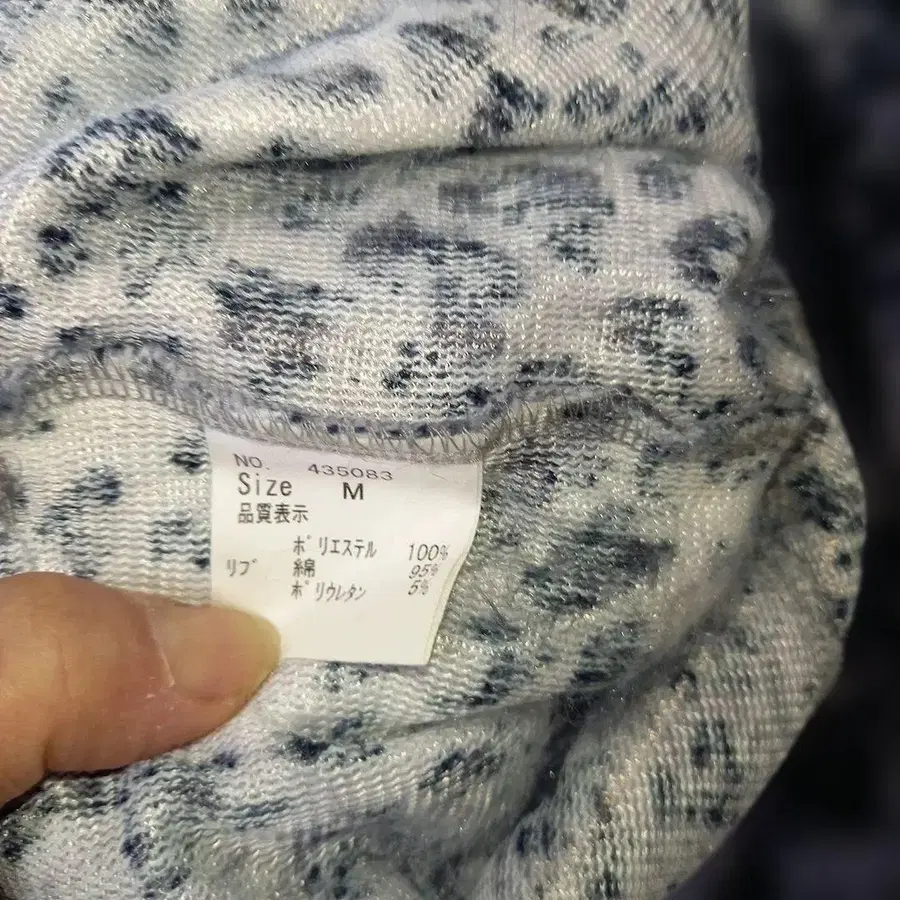 NO. 435083
Size M
品質表示
ポリエステル 100%
リブ 綿 95%
ポリウレタン 5%